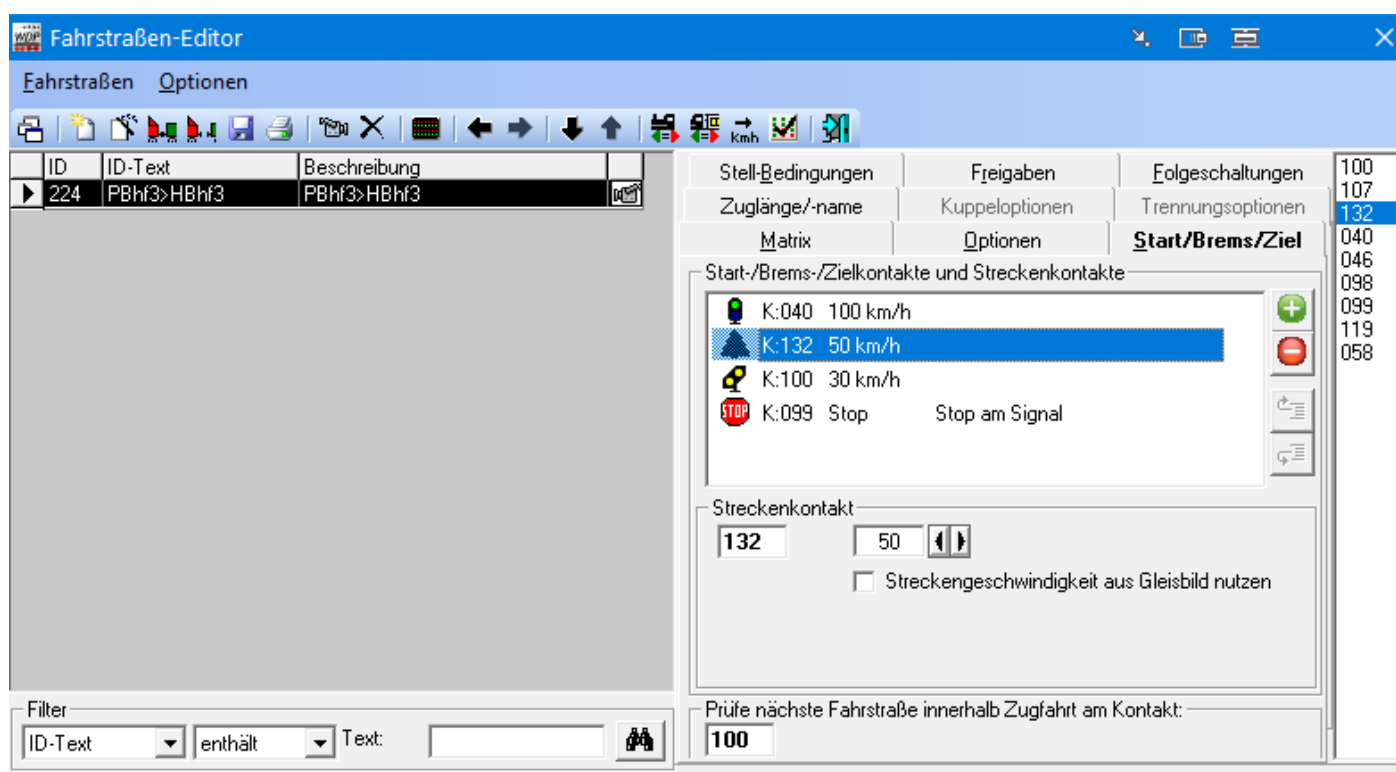 WDP Fahrstraßen-Editor
Fahrstraßen Optionen
Kmh
ID ID-Text Beschreibung
224 PBhf3>HBhf3 PBhf3>HBhf3
Stell-Bedingungen Freigaben Folgeschaltungen
Zuglänge/-name Kuppeloptionen Trennungsoptionen
Matrix Optionen Start/Brems/Ziel
Start-/Brems-/Zielkontakte und Streckenkontakte
K:040 100 km/h
K:132 50 km/h
K:100 30 km/h
STOP K:099 Stop Stop am Signal
Streckenkontakt
132 50
Streckengeschwindigkeit aus Gleisbild nutzen
Prüfe nächste Fahrstraße innerhalb Zugfahrt am Kontakt:
100
100
107
132
040
046
098
099
119
058
Filter
ID-Text enthält Text: